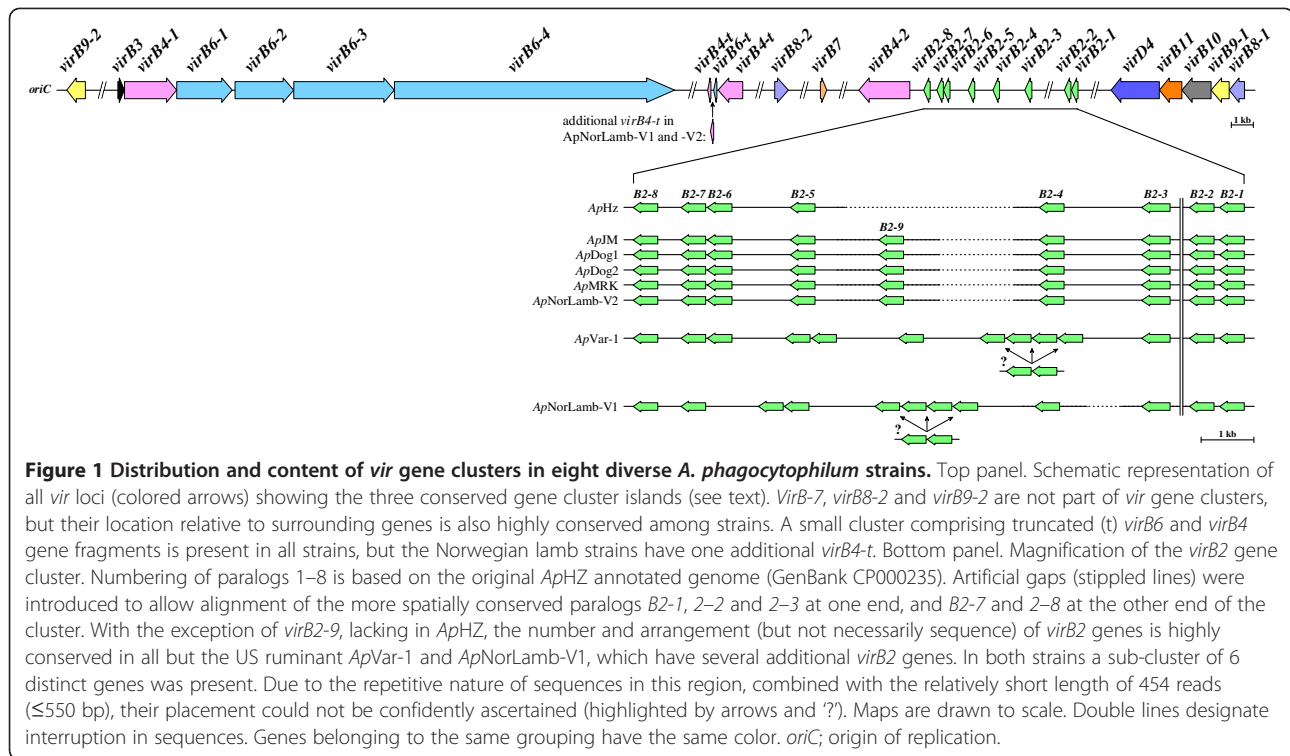 virB9-2 virB3 virB4-1 virB6-1 virB6-2 virB6-3 virB6-4 virB4-t virB6-t virB4-t virB8-2 virB7 virB4-2 virB2-8 virB2-7 virB2-6 virB2-5 virB2-4 virB2-3 virB2-2 virB2-1 virD4 virB11 virB10 virB9-1 virB8-1
oriC
1 kb
additional virB4-t in
ApNorLamb-V1 and -V2:
B2-8 B2-7 B2-6 B2-5 B2-4 B2-3 B2-2 B2-1
ApHz
B2-9
ApJM
ApDog1
ApDog2
ApMRK
ApNorLamb-V2
ApVar-1
?
ApNorLamb-V1
?
1 kb
Figure 1 Distribution and content of vir gene clusters in eight diverse A. phagocytophilum strains. Top panel. Schematic representation of
all vir loci (colored arrows) showing the three conserved gene cluster islands (see text). VirB-7, virB8-2 and virB9-2 are not part of vir gene clusters,
but their location relative to surrounding genes is also highly conserved among strains. A small cluster comprising truncated (t) virB6 and virB4
gene fragments is present in all strains, but the Norwegian lamb strains have one additional virB4-t. Bottom panel. Magnification of the virB2 gene
cluster. Numbering of paralogs 1–8 is based on the original ApHZ annotated genome (GenBank CP000235). Artificial gaps (stippled lines) were
introduced to allow alignment of the more spatially conserved paralogs B2-1, 2–2 and 2–3 at one end, and B2-7 and 2–8 at the other end of the
cluster. With the exception of virB2-9, lacking in ApHZ, the number and arrangement (but not necessarily sequence) of virB2 genes is highly
conserved in all but the US ruminant ApVar-1 and ApNorLamb-V1, which have several additional virB2 genes. In both strains a sub-cluster of 6
distinct genes was present. Due to the repetitive nature of sequences in this region, combined with the relatively short length of 454 reads
(≤550 bp), their placement could not be confidently ascertained (highlighted by arrows and ‘?’). Maps are drawn to scale. Double lines designate
interruption in sequences. Genes belonging to the same grouping have the same color. oriC; origin of replication.